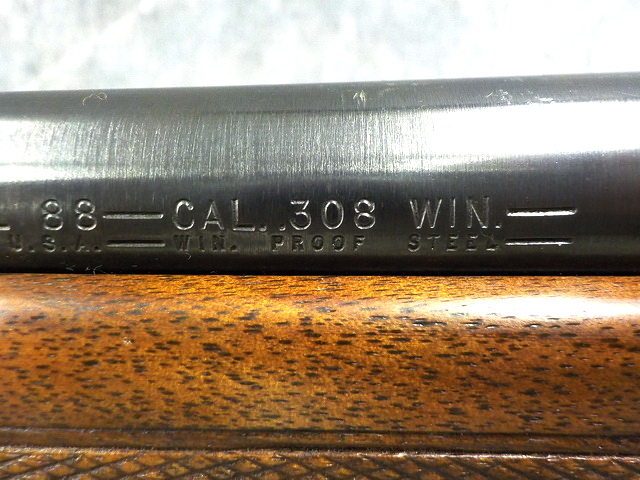 L 88—CAL. .308 WIN.—
U.S.A.—WIN. PROOF STEEL—